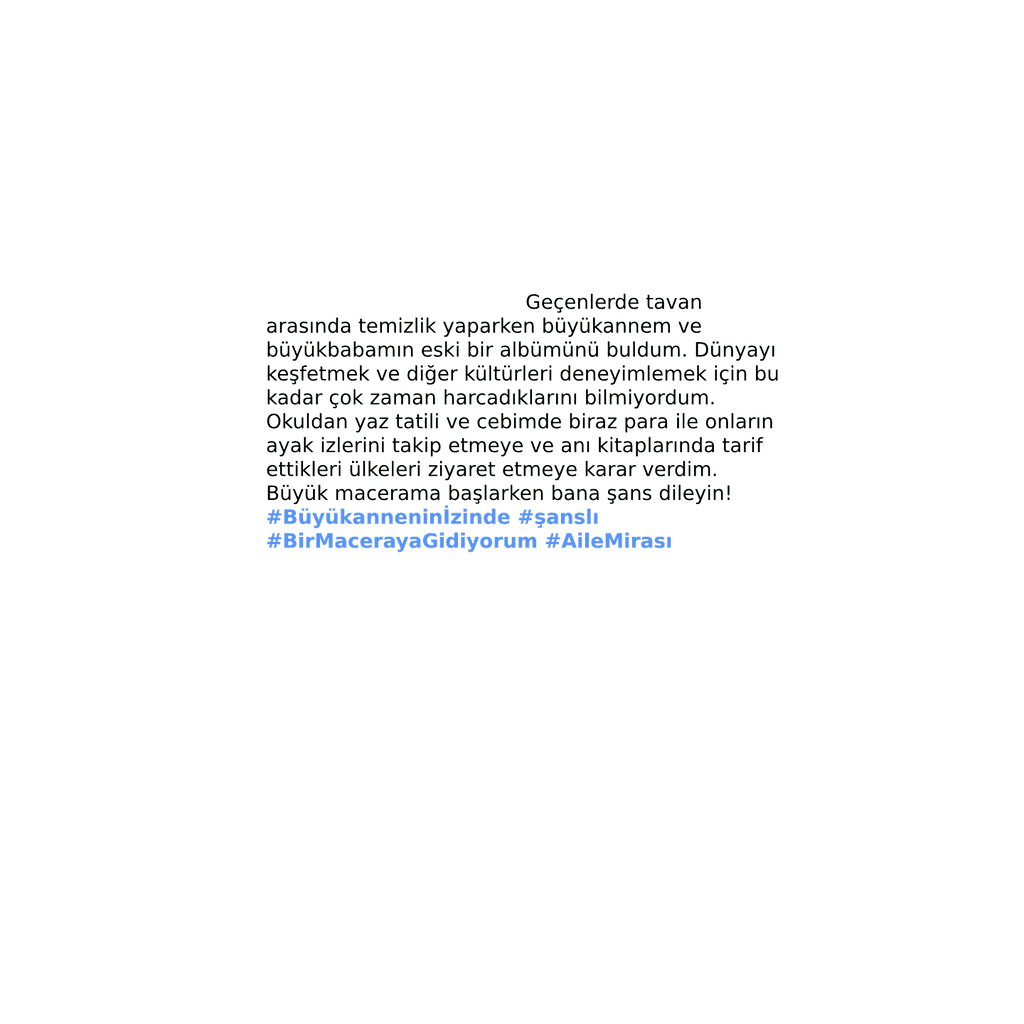 Geçenlerde tavan
arasında temizlik yaparken büyükannem ve
büyükbabamın eski bir albümünü buldum. Dünyayı
keşfetmek ve diğer kültürleri deneyimlemek için bu
kadar çok zaman harcadıklarını bilmiyordum.
Okuldan yaz tatili ve cebimde biraz para ile onların
ayak izlerini takip etmeye ve anı kitaplarında tarif
ettikleri ülkeleri ziyaret etmeye karar verdim.
Büyük macerama başlarken bana şans dileyin!
#Büyükanneninİzinde #şanslı
#BirMacerayaGidiyorum #AileMirası